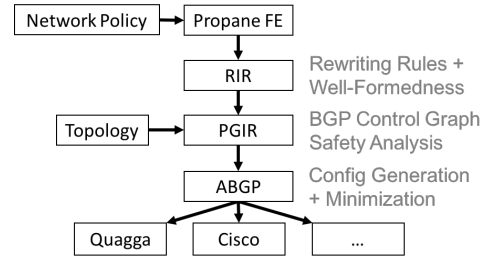 Network Policy
Propane FE
RIR
Rewriting Rules +
Well-Formedness
Topology
PGIR
BGP Control Graph
Safety Analysis
ABGP
Config Generation
+ Minimization
Quagga
Cisco
...